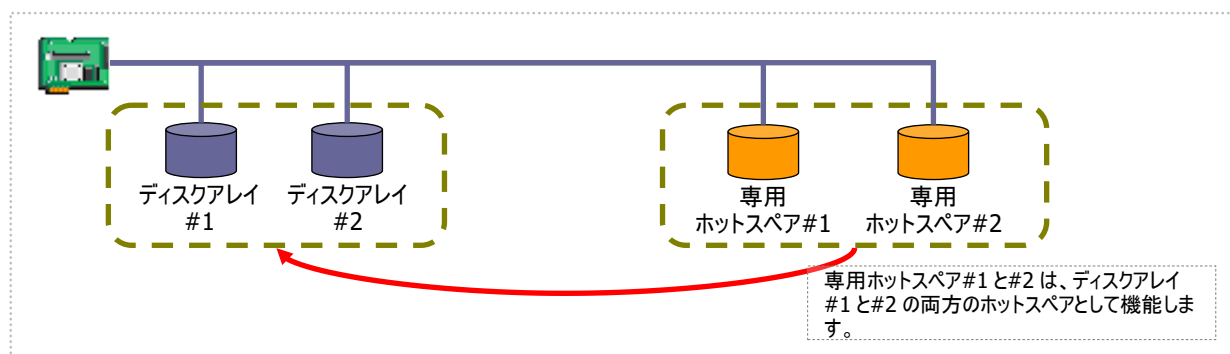 ディスクアレイ
#1
ディスクアレイ
#2
専用
ホットスペア#1
専用
ホットスペア#2
専用ホットスペア#1 と#2 は、ディスクアレイ
#1 と#2 の両方のホットスペアとして機能しま
す。